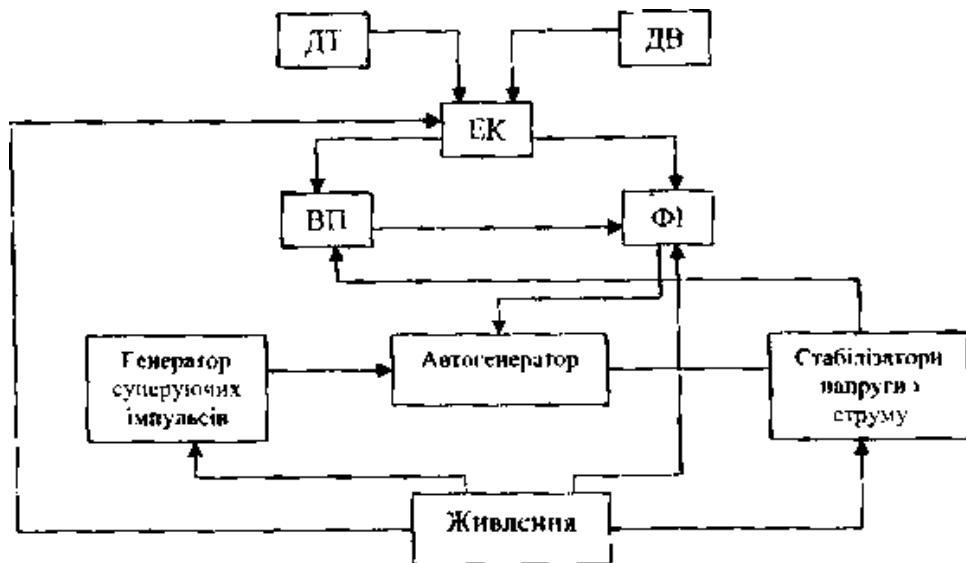 ДТ
ДВ
ЕК
ВП
ФІ
Генератор
суперуючих
імпульсів
Автогенератор
Стабілізатори
напруги і
струму
Живлення